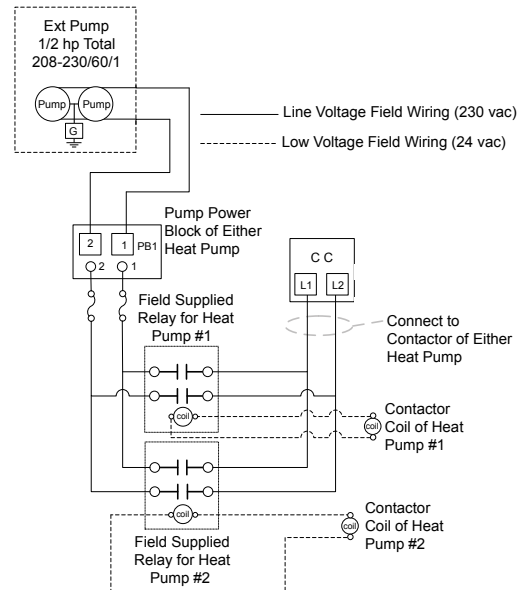 Ext Pump
1/2 hp Total
208-230/60/1
Pump
Pump
G
Line Voltage Field Wiring (230 vac)
Low Voltage Field Wiring (24 vac)
Pump Power
Block of Either
Heat Pump
2
1
PB1
2
1
C C
L1
L2
Field Supplied
Relay for Heat
Pump #1
Connect to
Contactor of Either
Heat Pump
coil
coil
Contactor
Coil of Heat
Pump #1
coil
coil
Contactor
Coil of Heat
Pump #2
Field Supplied
Relay for Heat
Pump #2